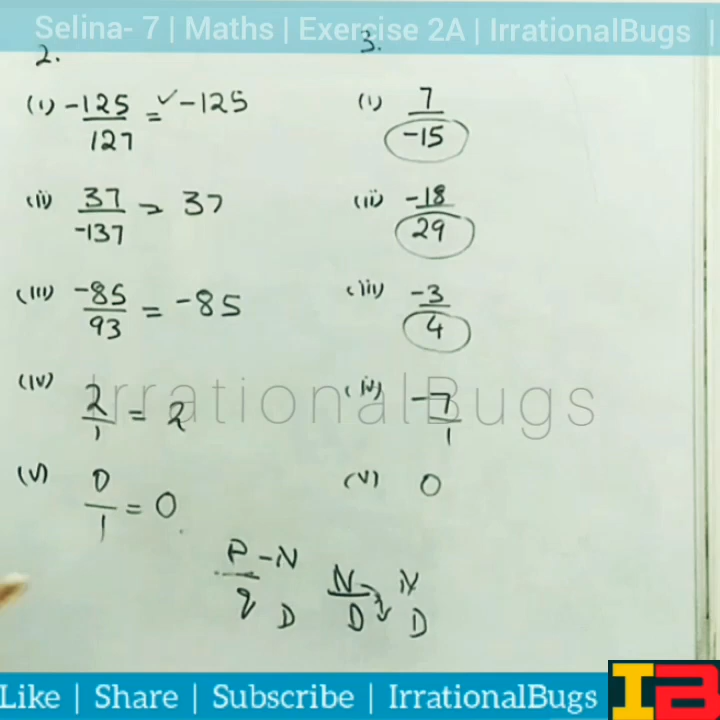 Selina- 7 | Maths | Exercise 2A | IrrationalBugs |
2.
(i) -125/127 = ✓ -125
(ii) 37/-137 = 37
(iii) -85/93 = -85
(iv) 2/1 = 2
(v) 0/1 = 0
3.
(i) 7/-15
(ii) -18/29
(iii) -3/4
(iv) -7/1
(v) 0
IrrationalBugs
P/q - N D
N/D N D
Like | Share | Subscribe | IrrationalBugs
IB